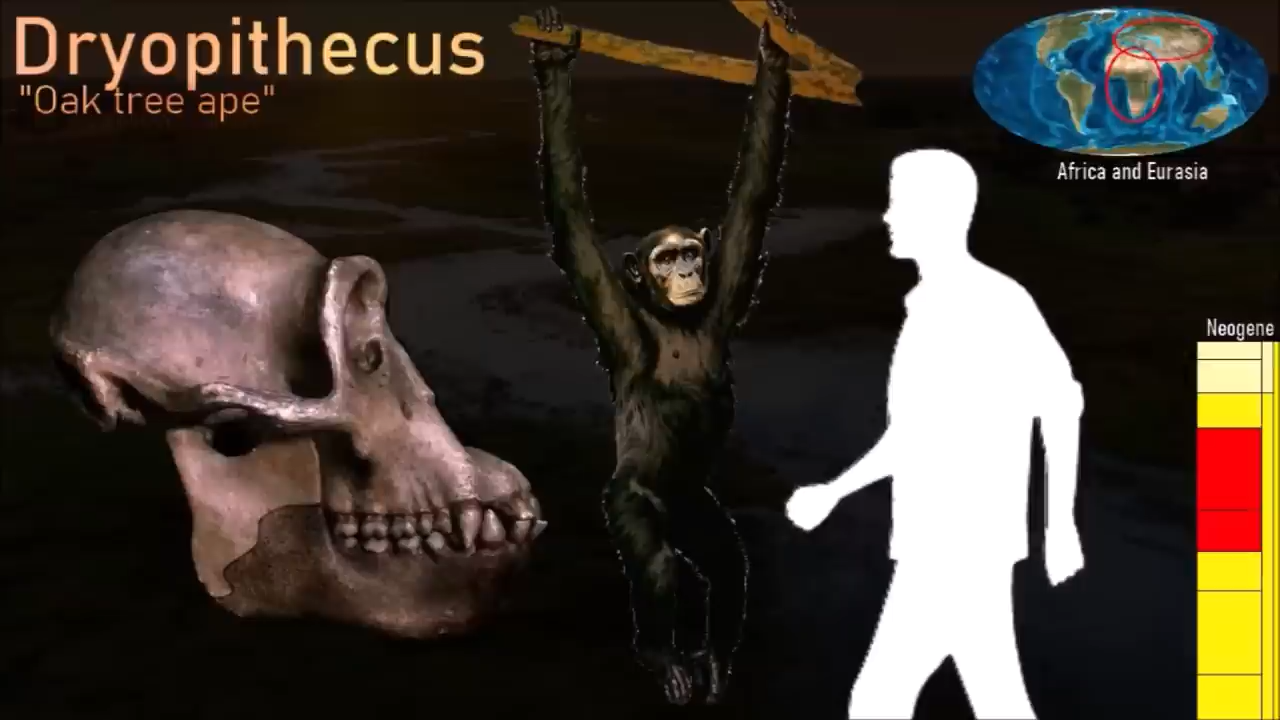 Dryopithecus
"Oak tree ape"
Africa and Eurasia
Neogene